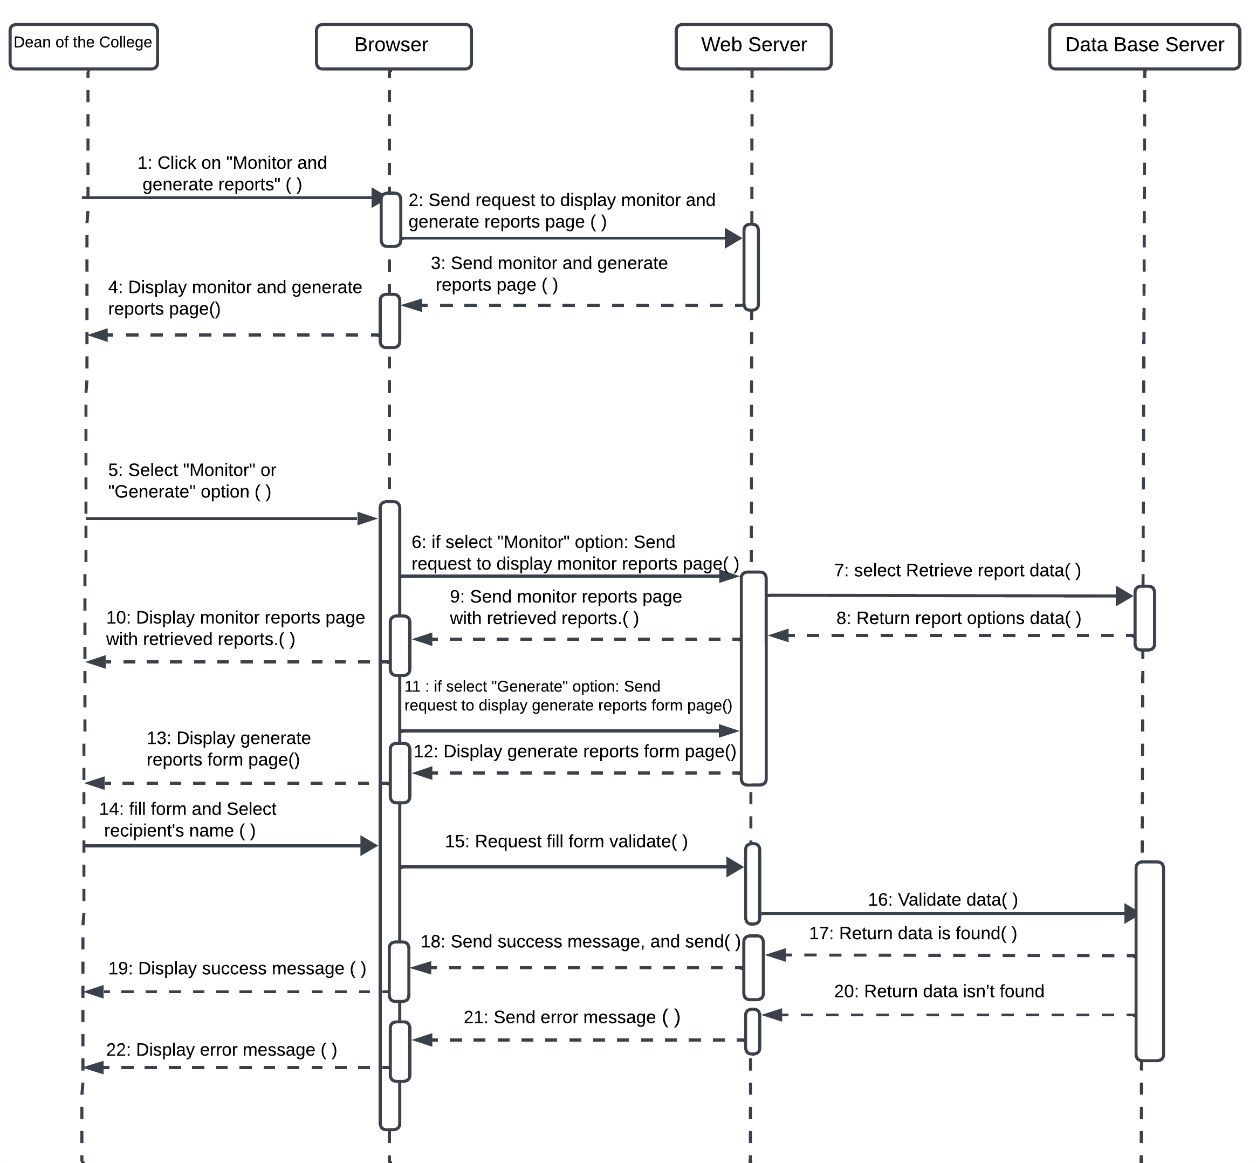 Dean of the College
Browser
Web Server
Data Base Server
1: Click on "Monitor and
generate reports" ( )
2: Send request to display monitor and
generate reports page ( )
3: Send monitor and generate
reports page ( )
4: Display monitor and generate
reports page()
5: Select "Monitor" or
"Generate" option ( )
6: if select "Monitor" option: Send
request to display monitor reports page( )
7: select Retrieve report data( )
8: Return report options data( )
9: Send monitor reports page
with retrieved reports.( )
10: Display monitor reports page
with retrieved reports.( )
11 : if select "Generate" option: Send
request to display generate reports form page()
12: Display generate reports form page()
13: Display generate
reports form page()
14: fill form and Select
recipient's name ( )
15: Request fill form validate( )
16: Validate data( )
17: Return data is found( )
18: Send success message, and send( )
19: Display success message ( )
20: Return data isn't found
21: Send error message ( )
22: Display error message ( )